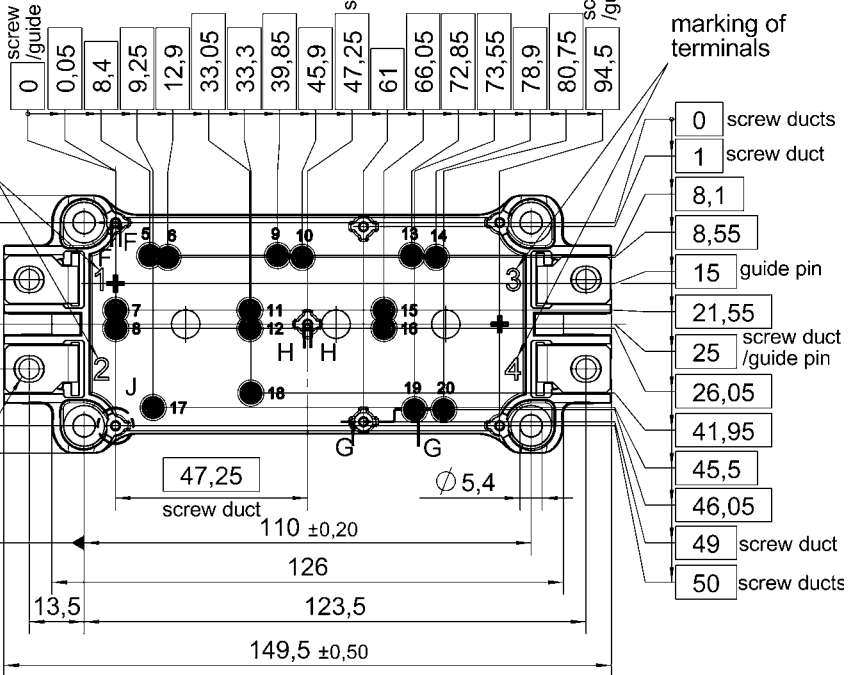 screw
/guide
0
0,05
8,4
9,25
12,9
33,05
33,3
39,85
45,9
47,25
61
66,05
72,85
73,55
78,9
80,75
94,5
marking of
terminals
0 screw ducts
1 screw duct
8,1
8,55
15 guide pin
21,55
25 screw duct
/guide pin
26,05
41,95
45,5
46,05
49 screw duct
50 screw ducts
5 6 9 10 13 14
F F
1 3
7 11 15
8 12 16
H H
2 4
J
17 18 19 20
G G
47,25
screw duct
Ø 5,4
110 ±0,20
126
13,5 123,5
149,5 ±0,50